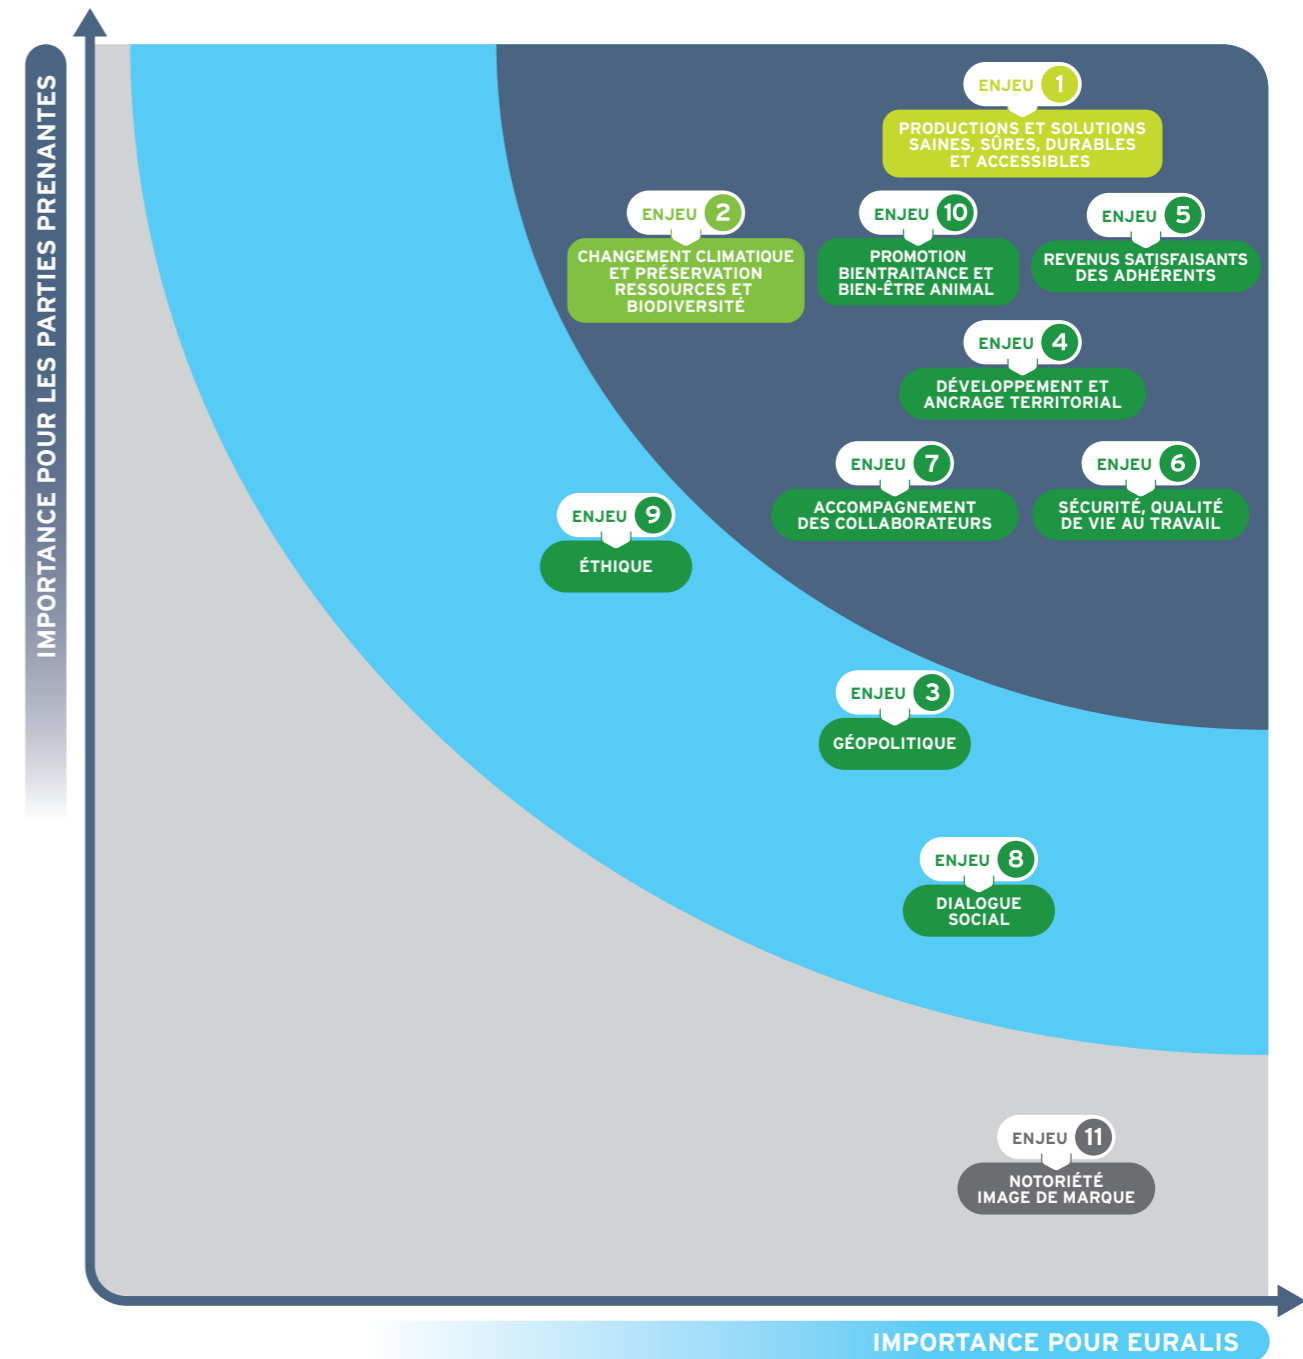 IMPORTANCE POUR LES PARTIES PRENANTES
ENJEU 1
PRODUCTIONS ET SOLUTIONS
SAINES, SÛRES, DURABLES
ET ACCESSIBLES
ENJEU 2
CHANGEMENT CLIMATIQUE
ET PRÉSERVATION
RESSOURCES ET
BIODIVERSITÉ
ENJEU 10
PROMOTION
BIENTRAITANCE ET
BIEN-ÊTRE ANIMAL
ENJEU 5
REVENUS SATISFAISANTS
DES ADHÉRENTS
ENJEU 4
DÉVELOPPEMENT ET
ANCRAGE TERRITORIAL
ENJEU 7
ACCOMPAGNEMENT
DES COLLABORATEURS
ENJEU 6
SÉCURITÉ, QUALITÉ
DE VIE AU TRAVAIL
ENJEU 9
ÉTHIQUE
ENJEU 3
GÉOPOLITIQUE
ENJEU 8
DIALOGUE
SOCIAL
ENJEU 11
NOTORIÉTÉ
IMAGE DE MARQUE
IMPORTANCE POUR EURALIS